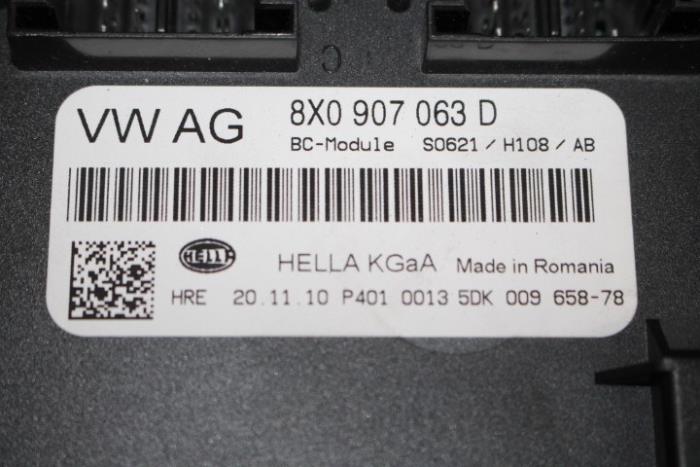 VW AG 8X0 907 063 D
BC-Module S0621 / H108 / AB
HELLA HELLA KGaA Made in Romania
HRE 20.11.10 P401 0013 5DK 009 658-78